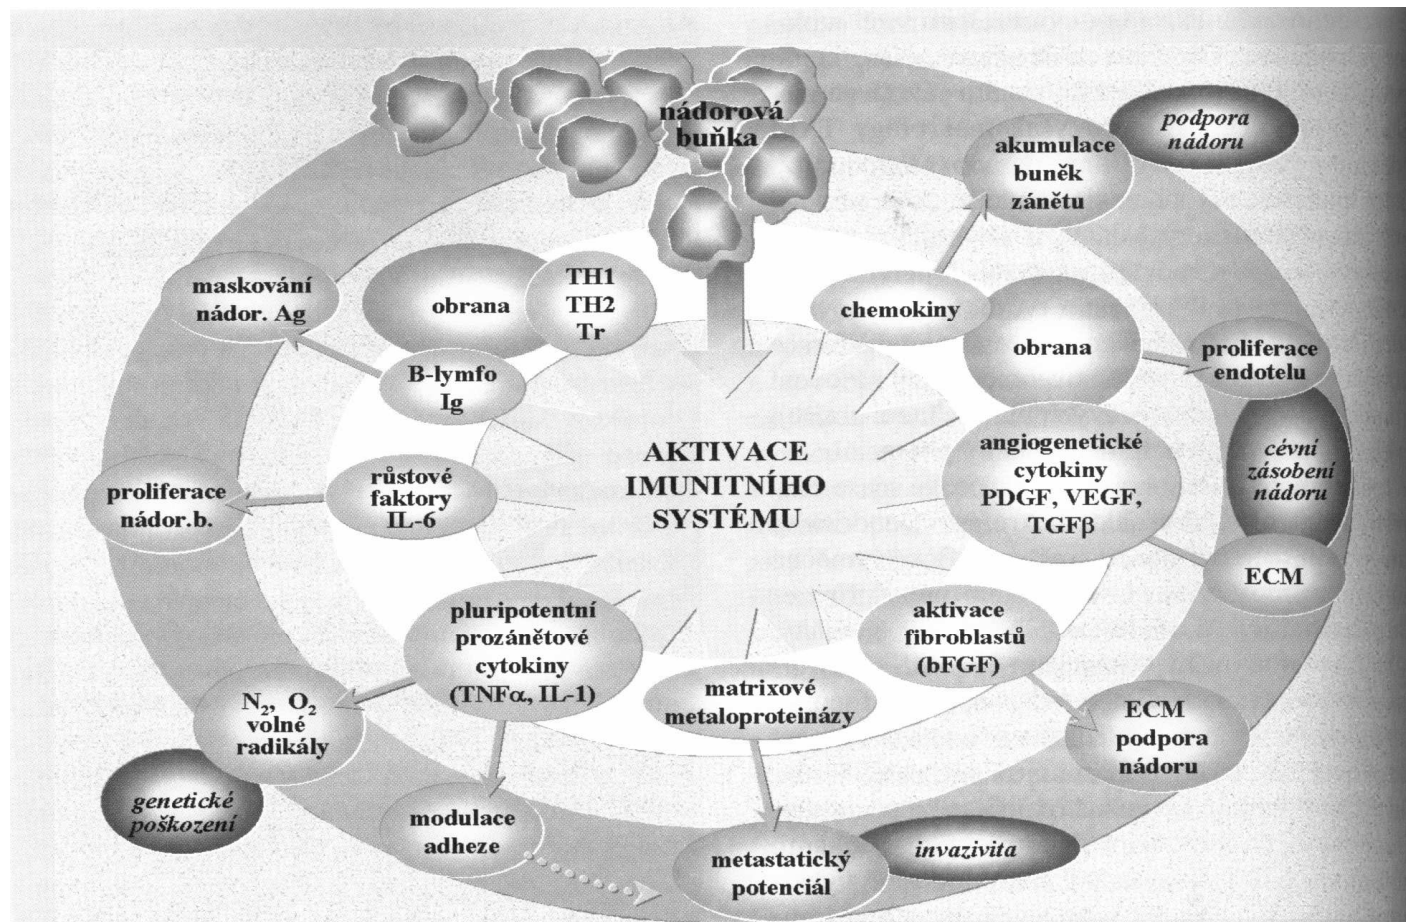 nádorová
buňka
podpora
nádoru
akumulace
buněk
zánětu
maskování
nádor. Ag
obrana
TH1
TH2
Tr
chemokiny
obrana
proliferace
endotelu
B-lymfo
Ig
AKTIVACE
IMUNITNÍHO
SYSTÉMU
angiogenetické
cytokiny
PDGF, VEGF,
TGFβ
cévní
zásobení
nádoru
proliferace
nádor.b.
růstové
faktory
IL-6
ECM
pluripotentní
prozánětové
cytokiny
(TNFα, IL-1)
aktivace
fibroblastů
(bFGF)
matrixové
metaloproteinázy
N₂, O₂
volné
radikály
ECM
podpora
nádoru
genetické
poškození
modulace
adheze
metastatický
potenciál
invazivita